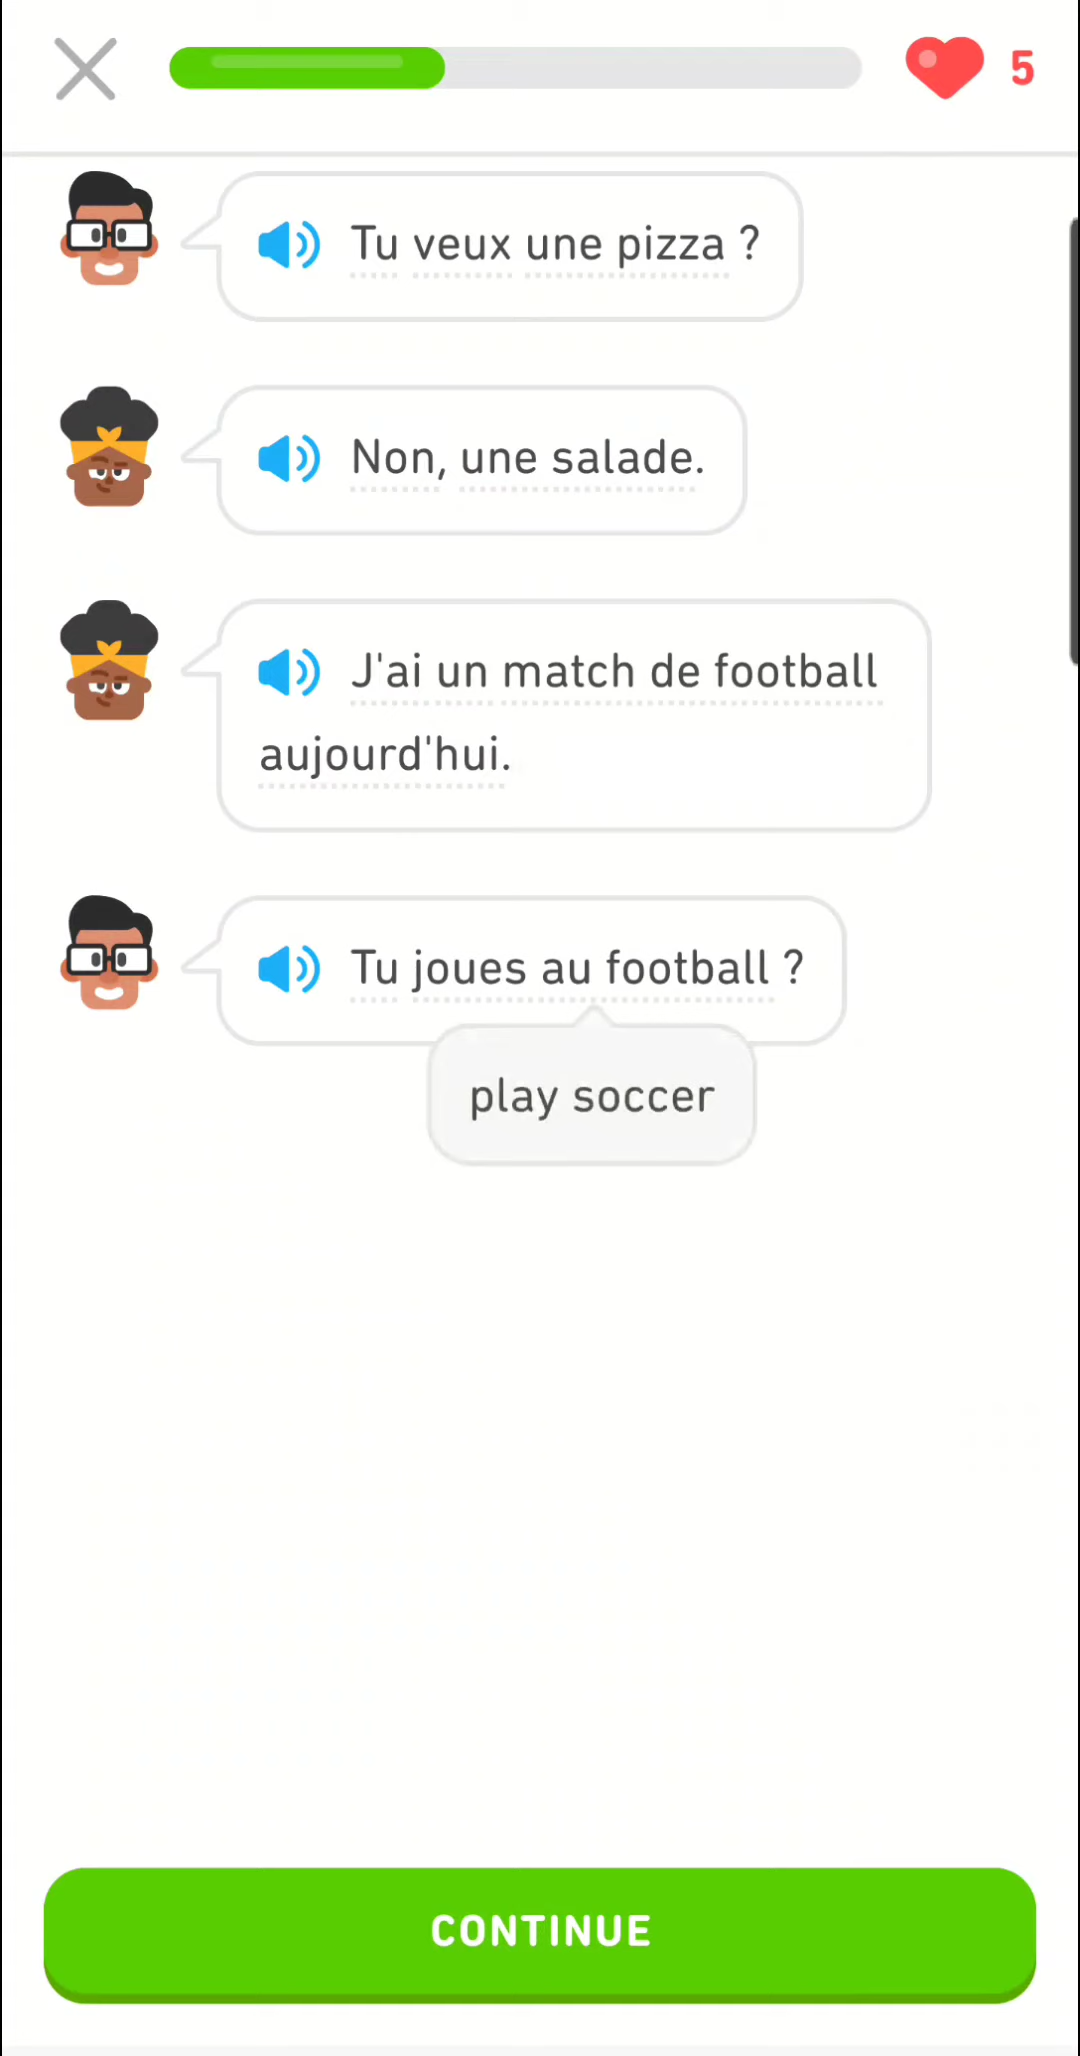 5
Tu veux une pizza ?
Non, une salade.
J'ai un match de football
aujourd'hui.
Tu joues au football ?
play soccer
CONTINUE